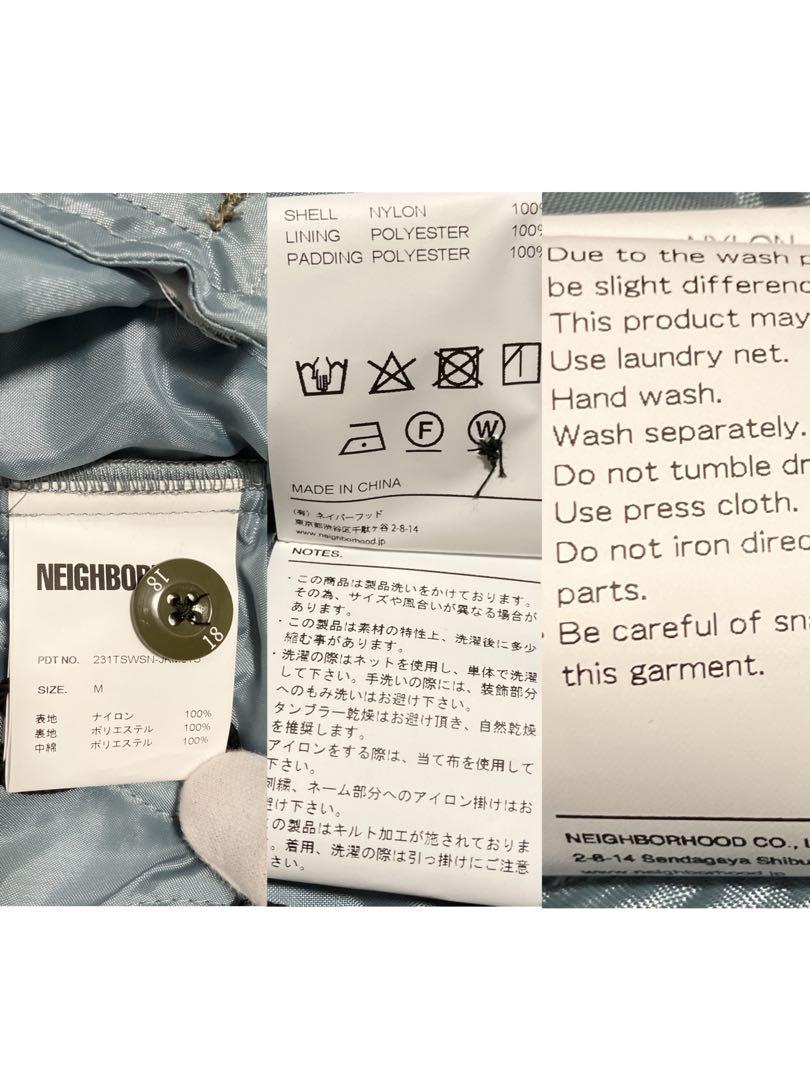 NEIGHBOR
18
18
PDT NO. 231TSWSN-
SIZE. M
表地 ナイロン 100%
裏地 ポリエステル 100%
中綿 ポリエステル 100%
SHELL NYLON 100%
LINING POLYESTER 100%
PADDING POLYESTER 100%
F
W
MADE IN CHINA
(有) ネイバーフッド
東京都渋谷区千駄ヶ谷 2-8-14
www.neighborhood.jp
NOTES.
・この商品は製品洗いをかけております。
その為、サイズや風合いが異なる場合が
あります。
・この製品は素材の特性上、洗濯後に多少
縮む事があります。
・洗濯の際はネットを使用し、単体で洗濯
して下さい。手洗いの際には、装飾部分
へのもみ洗いはお避け下さい。
タンブラー乾燥はお避け頂き、自然乾燥
を推奨します。
アイロンをする際は、当て布を使用して
下さい。
刺繍、ネーム部分へのアイロン掛けはお
避け下さい。
の製品はキルト加工が施されておりま
。着用、洗濯の際は引っ掛けにご注意
さい。
NYLON
Due to the wash p
be slight differenc
This product may
Use laundry net.
Hand wash.
Wash separately.
Do not tumble dr
Use press cloth.
Do not iron direc
parts.
Be careful of sn
this garment.
NEIGHBORHOOD CO., L
2-8-14 Sendagaya Shibu
www.neighborhood.jp